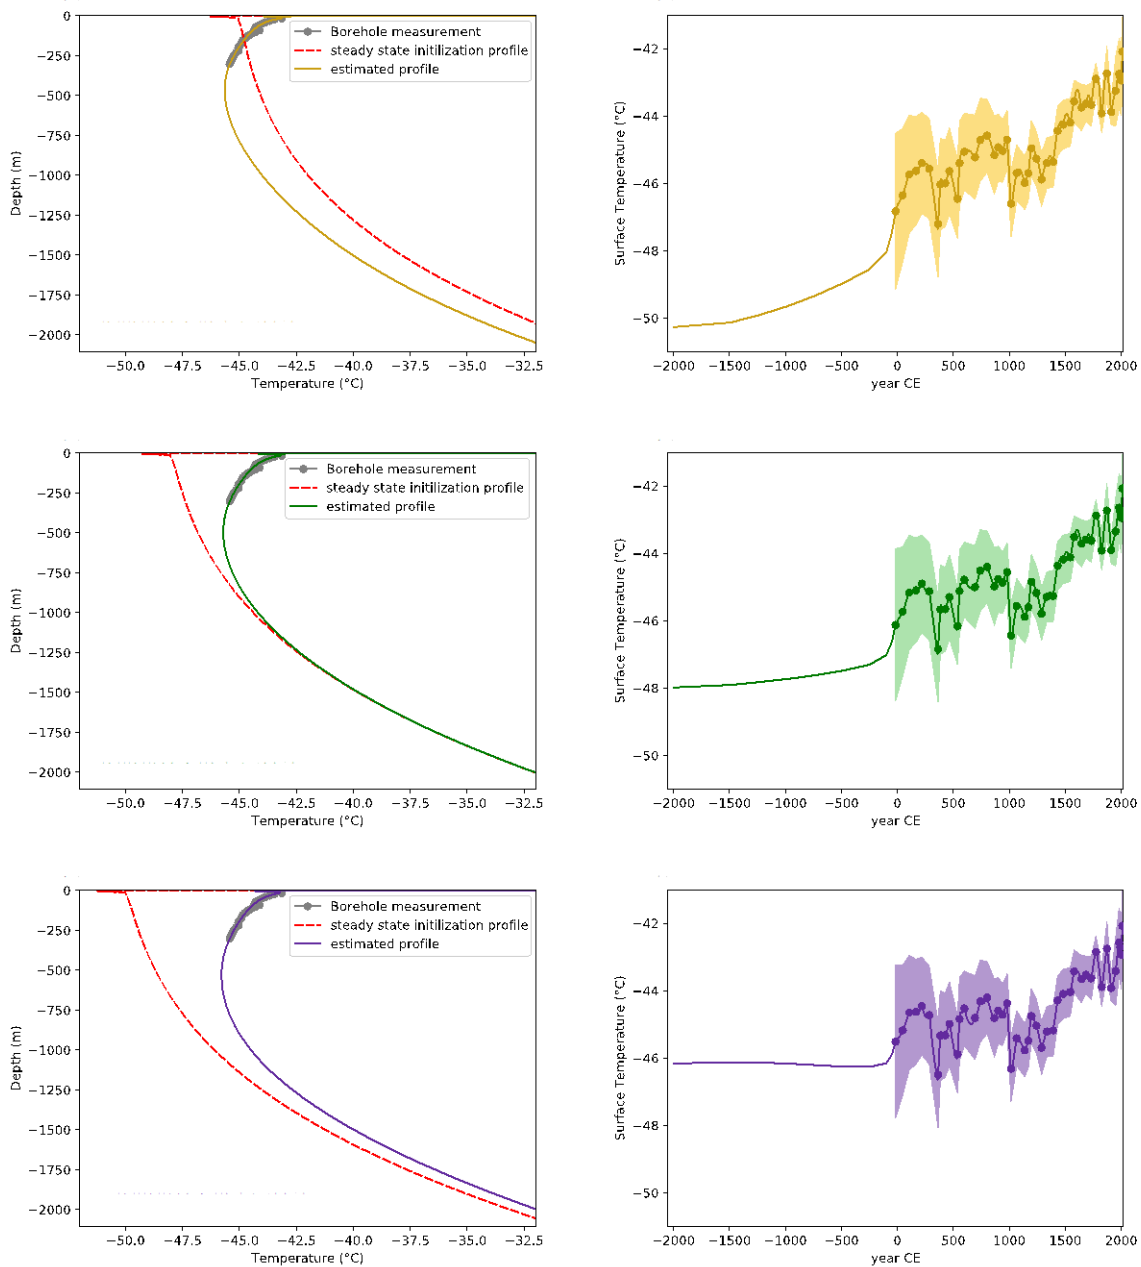 0
−250
−500
−750
−1000
−1250
−1500
−1750
−2000
Depth (m)
−50.0 −47.5 −45.0 −42.5 −40.0 −37.5 −35.0 −32.5
Temperature (°C)
Borehole measurement
steady state initilization profile
estimated profile
−42
−44
−46
−48
−50
Surface Temperature (°C)
−2000 −1500 −1000 −500 0 500 1000 1500 2000
year CE
0
−250
−500
−750
−1000
−1250
−1500
−1750
−2000
Depth (m)
−50.0 −47.5 −45.0 −42.5 −40.0 −37.5 −35.0 −32.5
Temperature (°C)
Borehole measurement
steady state initilization profile
estimated profile
−42
−44
−46
−48
−50
Surface Temperature (°C)
−2000 −1500 −1000 −500 0 500 1000 1500 2000
year CE
0
−250
−500
−750
−1000
−1250
−1500
−1750
−2000
Depth (m)
−50.0 −47.5 −45.0 −42.5 −40.0 −37.5 −35.0 −32.5
Temperature (°C)
Borehole measurement
steady state initilization profile
estimated profile
−42
−44
−46
−48
−50
Surface Temperature (°C)
−2000 −1500 −1000 −500 0 500 1000 1500 2000
year CE